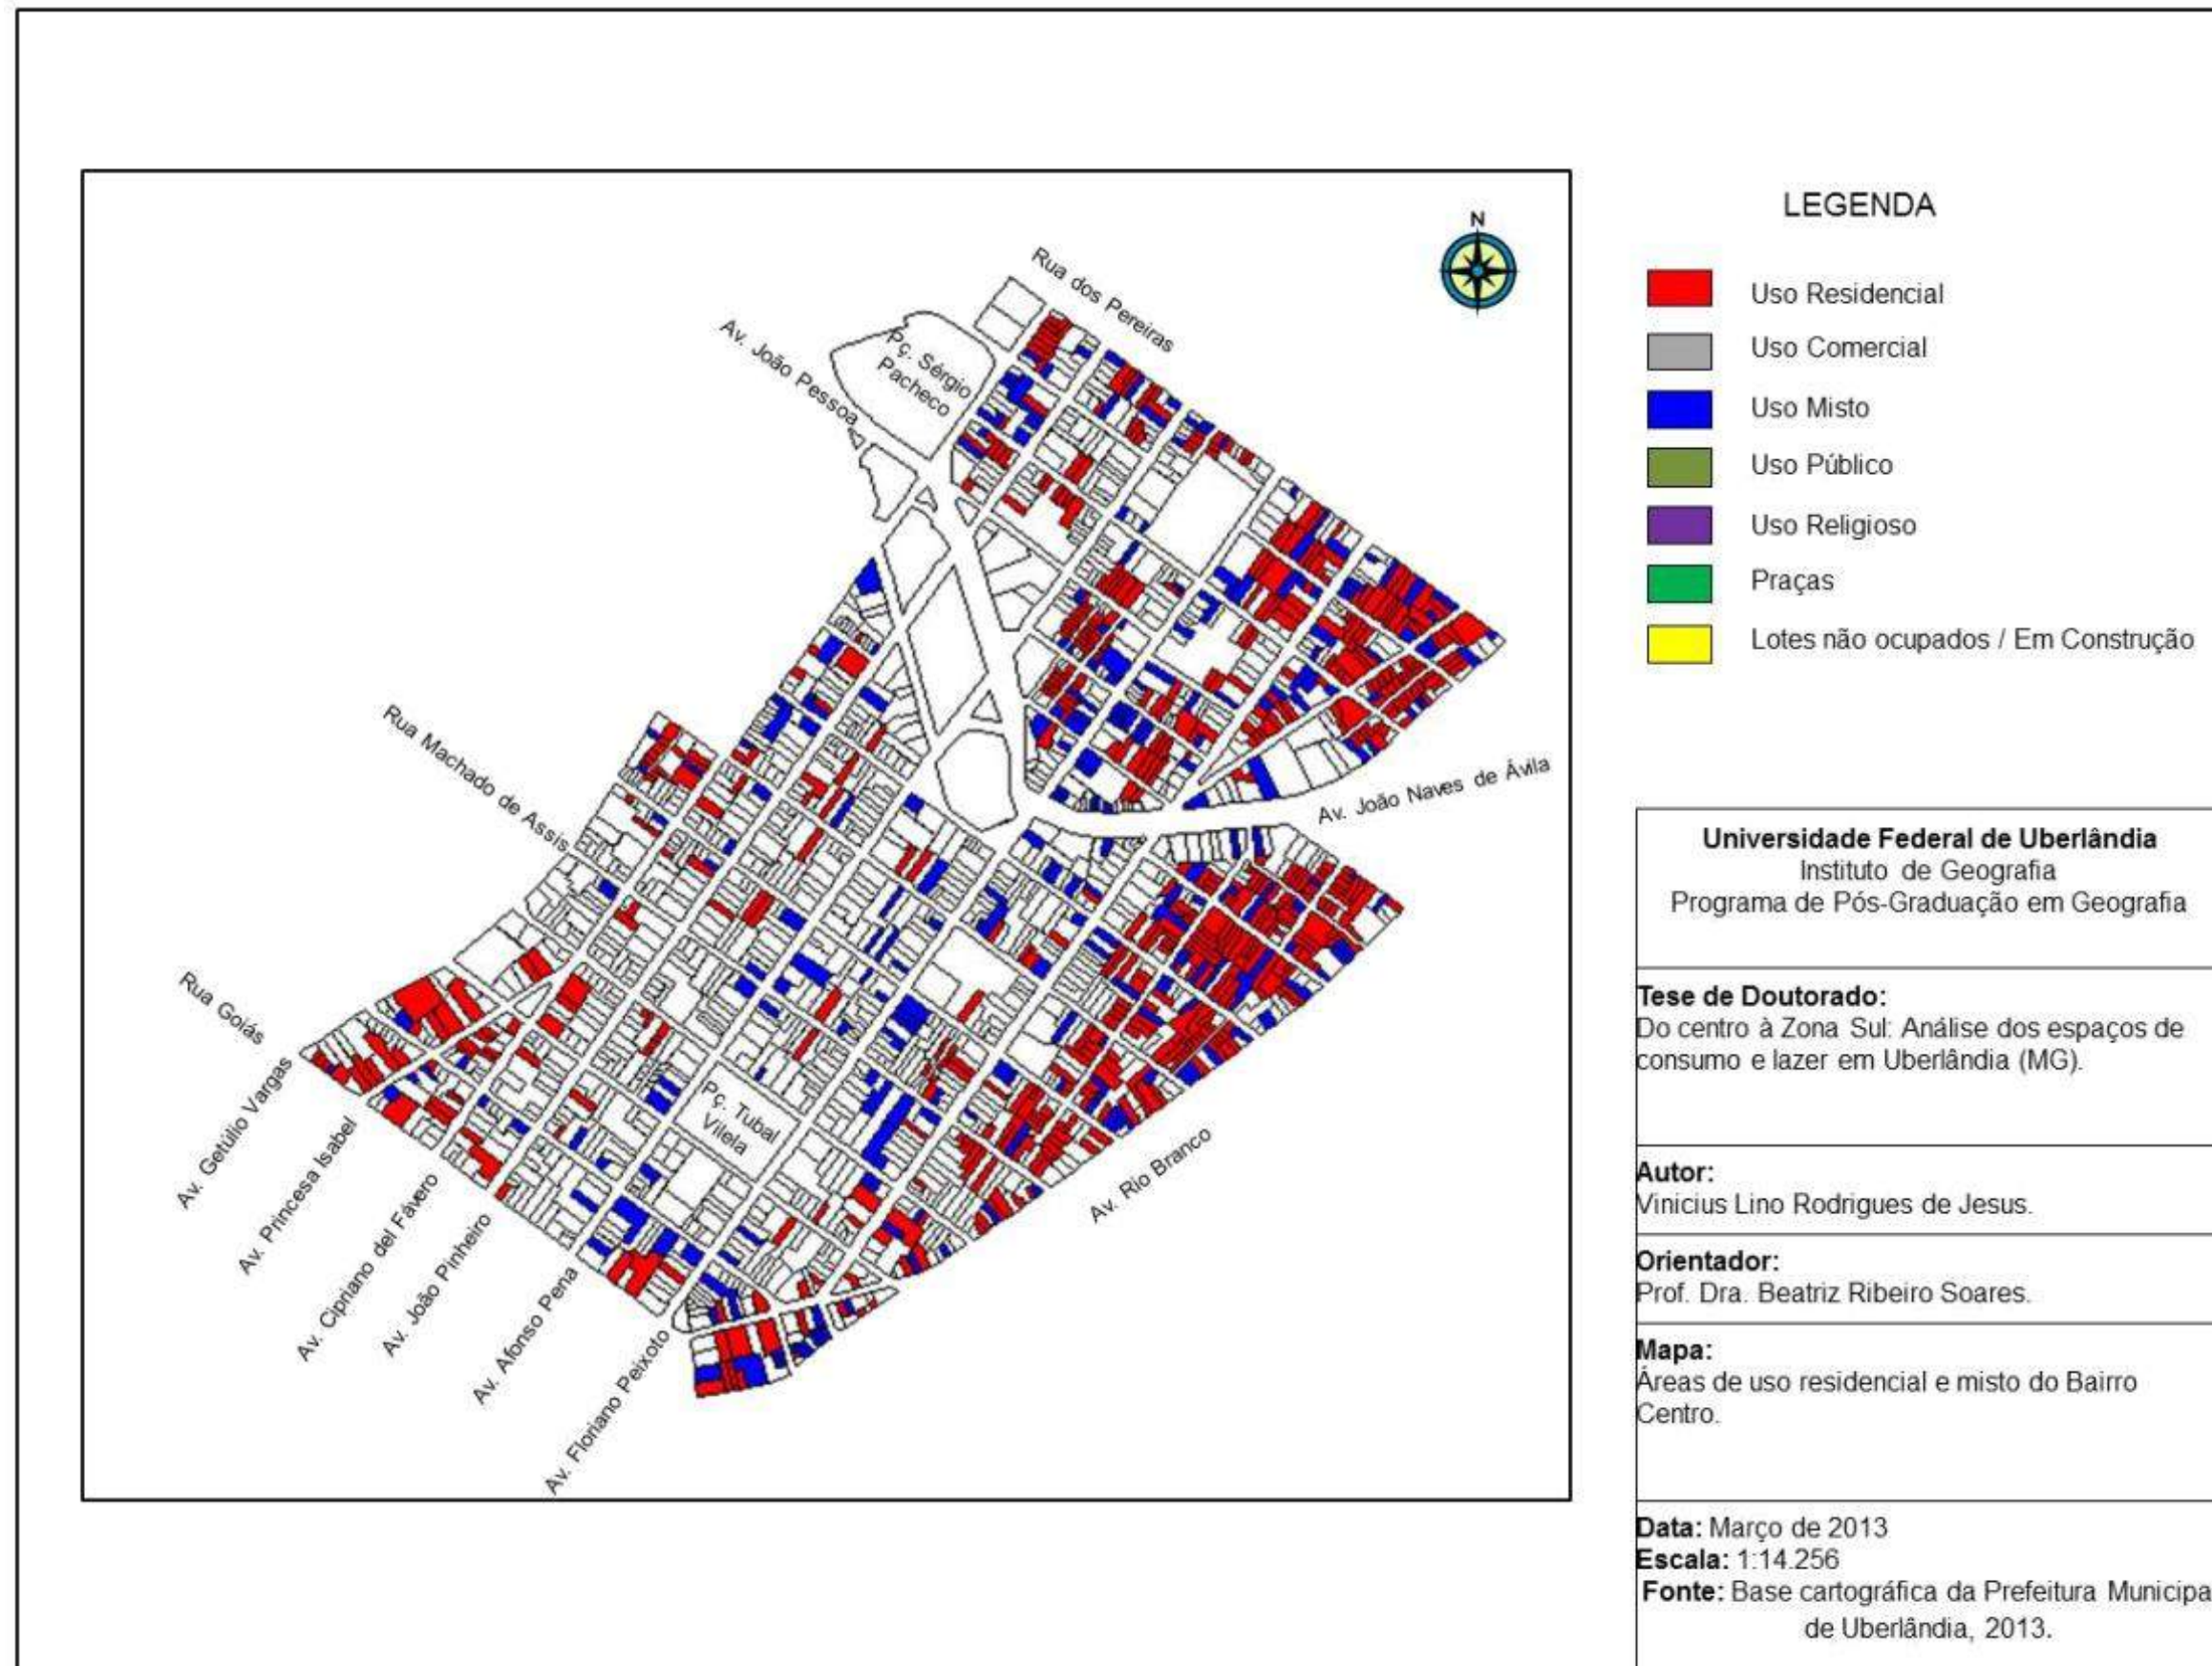 N
Rua dos Pereiras
Av. João Pessoa
Pç. Sérgio
Pacheco
Rua Machado de Assis
Av. João Naves de Ávila
Rua Goiás
Av. Getúlio Vargas
Av. Princesa Isabel
Av. Cipriano del Fávero
Av. João Pinheiro
Av. Afonso Pena
Av. Floriano Peixoto
Pç. Tubal
Vilela
Av. Rio Branco
LEGENDA
Uso Residencial
Uso Comercial
Uso Misto
Uso Público
Uso Religioso
Praças
Lotes não ocupados / Em Construção
Universidade Federal de Uberlândia
Instituto de Geografia
Programa de Pós-Graduação em Geografia
Tese de Doutorado:
Do centro à Zona Sul: Análise dos espaços de
consumo e lazer em Uberlândia (MG).
Autor:
Vinicius Lino Rodrigues de Jesus.
Orientador:
Prof. Dra. Beatriz Ribeiro Soares.
Mapa:
Áreas de uso residencial e misto do Bairro
Centro.
Data: Março de 2013
Escala: 1:14.256
Fonte: Base cartográfica da Prefeitura Municipa
de Uberlândia, 2013.